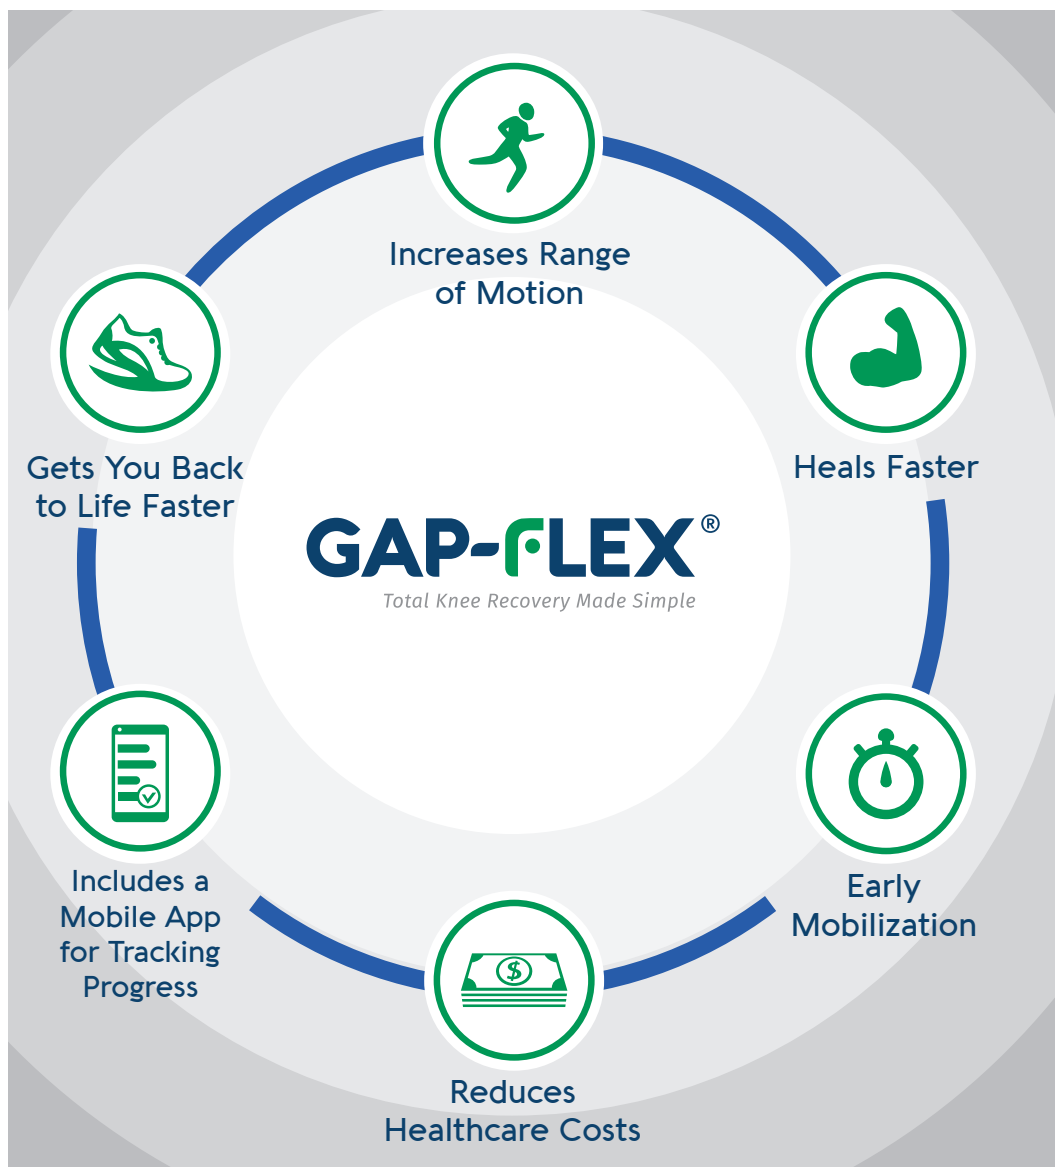 Increases Range
of Motion
Heals Faster
Gets You Back
to Life Faster
GAP-FLEX®
Total Knee Recovery Made Simple
Early
Mobilization
Includes a
Mobile App
for Tracking
Progress
$
Reduces
Healthcare Costs